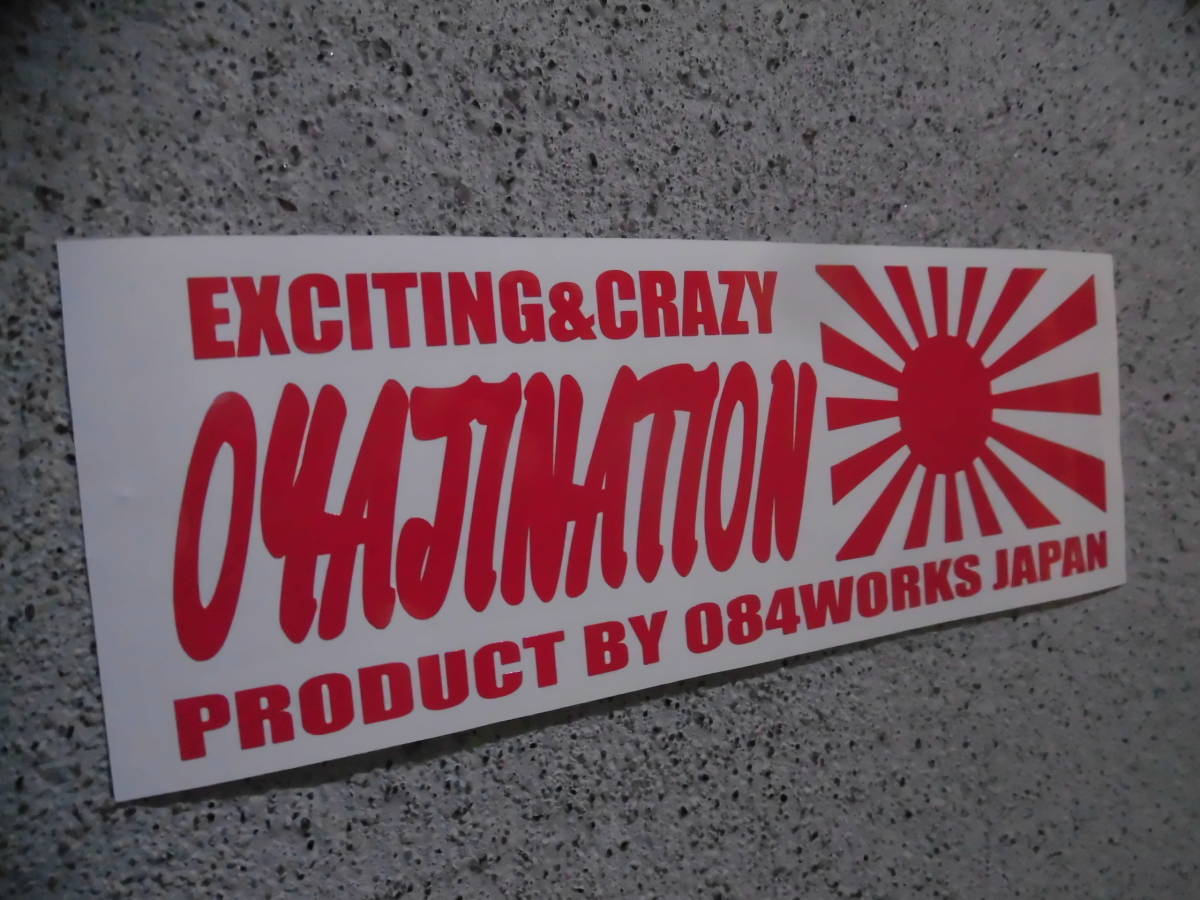 EXCITING&CRAZY
OYAJINATION
PRODUCT BY 084WORKS JAPAN